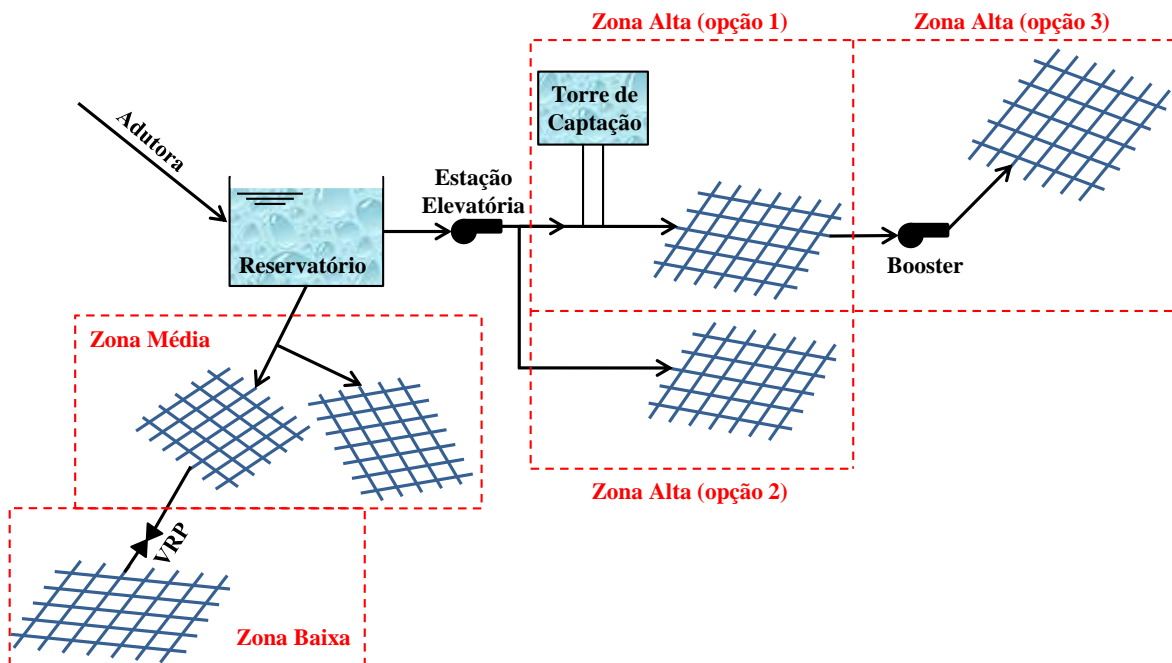 Zona Alta (opção 1)
Zona Alta (opção 3)
Torre de
Captação
Adutora
Estação
Elevatória
Reservatório
Booster
Zona Média
Zona Alta (opção 2)
VRP
Zona Baixa